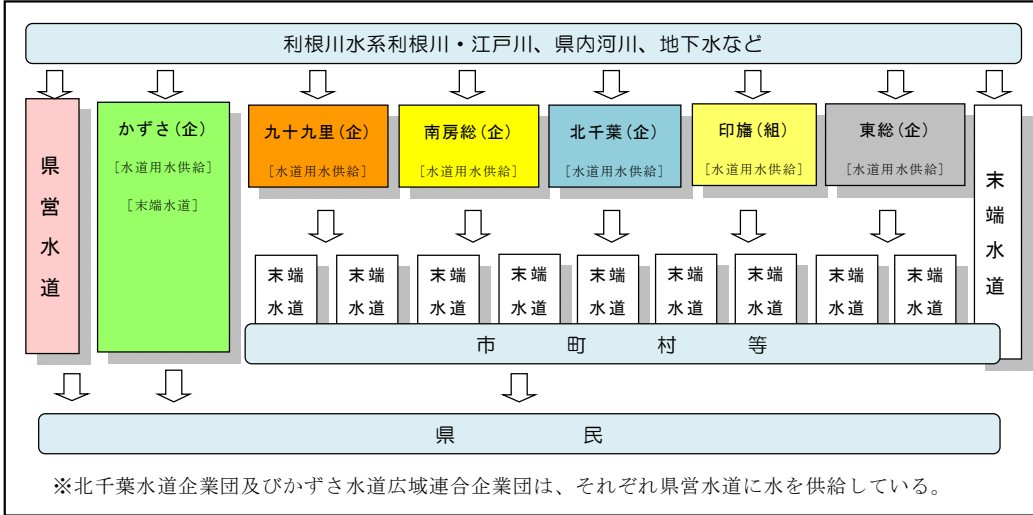 利根川水系利根川・江戸川、県内河川、地下水など
県営水道
かずさ(企)
[水道用水供給]
[末端水道]
九十九里(企)
[水道用水供給]
南房総(企)
[水道用水供給]
北千葉(企)
[水道用水供給]
印旛(組)
[水道用水供給]
東総(企)
[水道用水供給]
末端水道
末端
水道
末端
水道
末端
水道
末端
水道
末端
水道
末端
水道
末端
水道
末端
水道
末端
水道
市町村等
県民
※北千葉水道企業団及びかずさ水道広域連合企業団は、それぞれ県営水道に水を供給している。